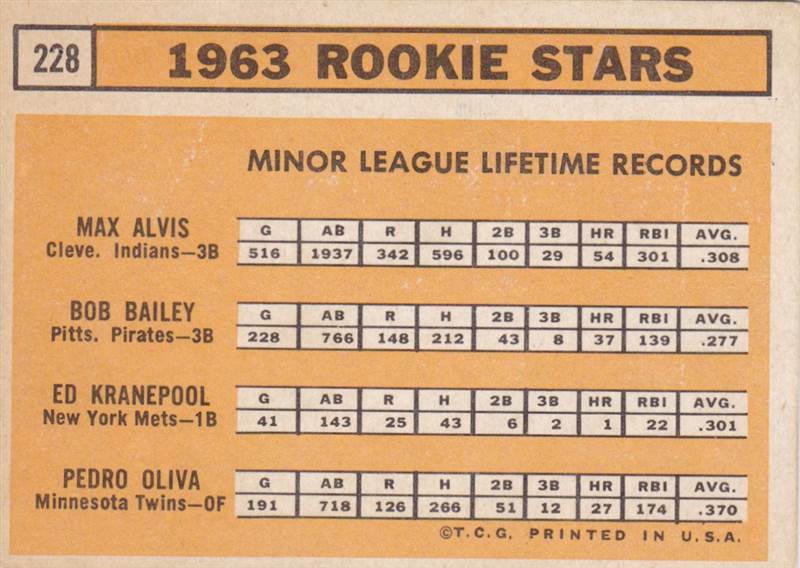 228 1963 ROOKIE STARS
MINOR LEAGUE LIFETIME RECORDS
MAX ALVIS
Cleve. Indians—3B
G AB R H 2B 3B HR RBI AVG.
516 1937 342 596 100 29 54 301 .308
BOB BAILEY
Pitts. Pirates—3B
G AB R H 2B 3B HR RBI AVG.
228 766 148 212 43 8 37 139 .277
ED KRANEPOOL
New York Mets—1B
G AB R H 2B 3B HR RBI AVG.
41 143 25 43 6 2 1 22 .301
PEDRO OLIVA
Minnesota Twins—OF
G AB R H 2B 3B HR RBI AVG.
191 718 126 266 51 12 27 174 .370
©T.C.G. PRINTED IN U.S.A.